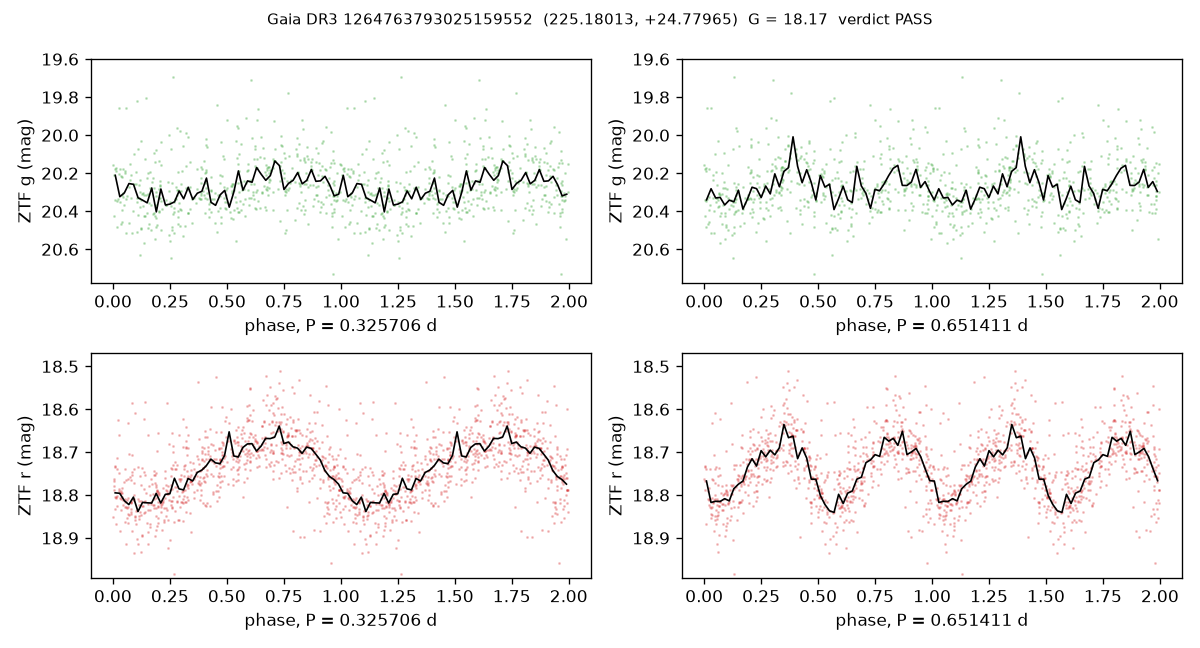 Gaia DR3 1264763793025159552  (225.18013, +24.77965)  G = 18.17  verdict PASS
ZTF g (mag)
19.6
19.8
20.0
20.2
20.4
20.6
0.00 0.25 0.50 0.75 1.00 1.25 1.50 1.75 2.00
phase, P = 0.325706 d
ZTF g (mag)
19.6
19.8
20.0
20.2
20.4
20.6
0.00 0.25 0.50 0.75 1.00 1.25 1.50 1.75 2.00
phase, P = 0.651411 d
ZTF r (mag)
18.5
18.6
18.7
18.8
18.9
0.00 0.25 0.50 0.75 1.00 1.25 1.50 1.75 2.00
phase, P = 0.325706 d
ZTF r (mag)
18.5
18.6
18.7
18.8
18.9
0.00 0.25 0.50 0.75 1.00 1.25 1.50 1.75 2.00
phase, P = 0.651411 d